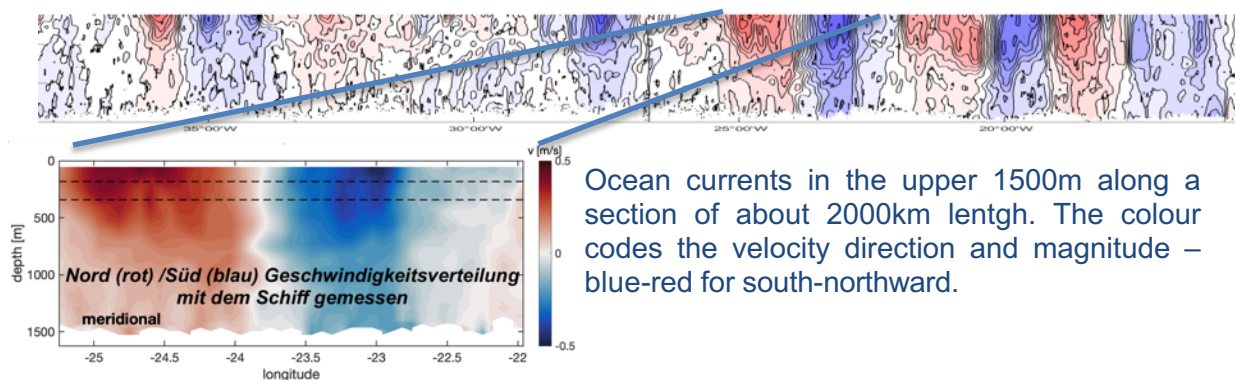 35°00'W 30°00'W 25°00'W 20°00'W
v [m/s]
0
500
1000
1500
depth [m]
0.5
0
-0.5
Nord (rot) /Süd (blau) Geschwindigkeitsverteilung
mit dem Schiff gemessen
meridional
-25 -24.5 -24 -23.5 -23 -22.5 -22
longitude
Ocean currents in the upper 1500m along a
section of about 2000km lentgh. The colour
codes the velocity direction and magnitude –
blue-red for south-northward.